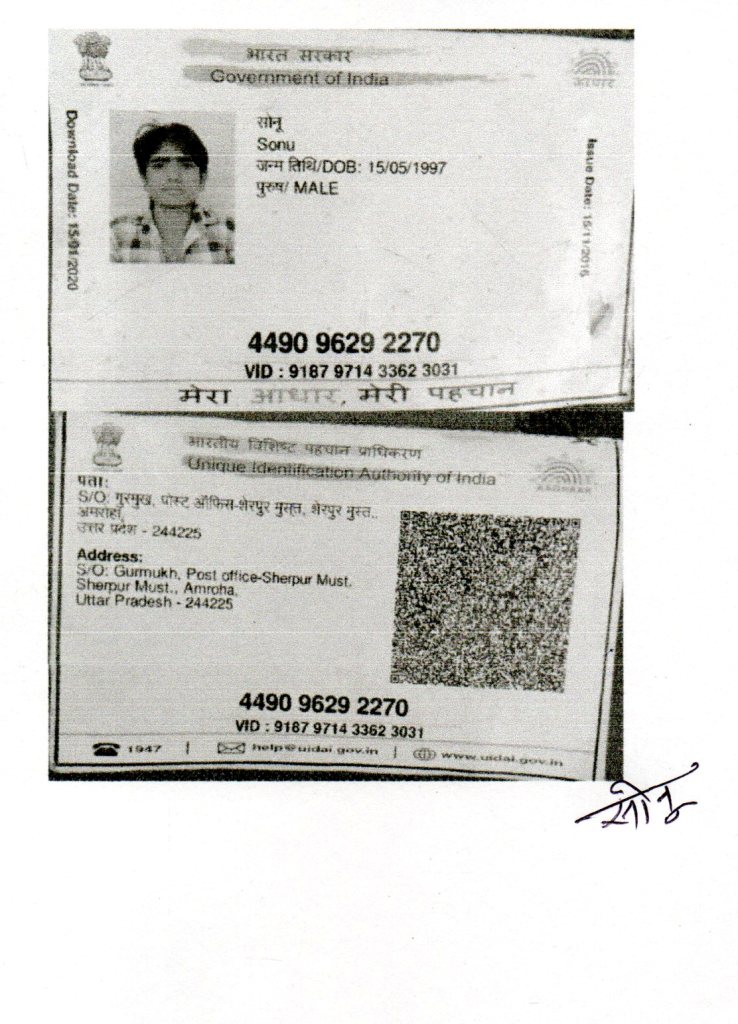 भारत सरकार
Government of India
आधार
Download Date: 15/01/2020
सोनू
Sonu
जन्म तिथि/DOB: 15/05/1997
पुरुष/ MALE
Issue Date: 15/11/2016
4490 9629 2270
VID : 9187 9714 3362 3031
मेरा आधार, मेरी पहचान
भारतीय विशिष्ट पहचान प्राधिकरण
Unique Identification Authority of India
AADHAAR
पता:
S/O: गुरमुख, पोस्ट ऑफिस-शेरपुर मुस्त, शेरपुर मुस्त.,
अमरोहा,
उत्तर प्रदेश - 244225
Address:
S/O: Gurmukh, Post office-Sherpur Must,
Sherpur Must., Amroha,
Uttar Pradesh - 244225
4490 9629 2270
VID : 9187 9714 3362 3031
1947 | help@uidai.gov.in | www.uidai.gov.in
सोनू